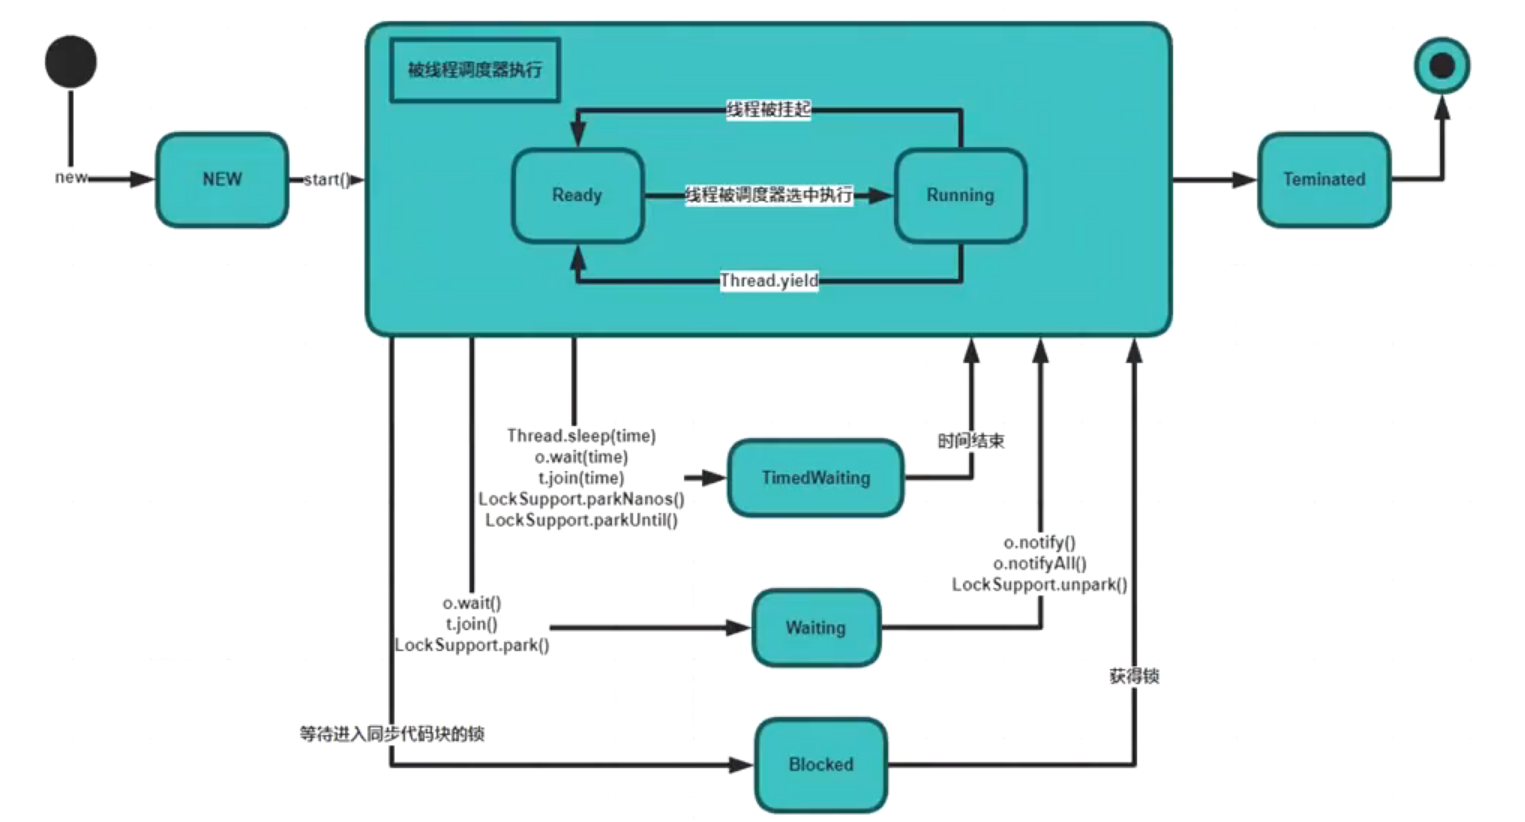 被线程调度器执行
线程被挂起
new
NEW
start()
Ready
线程被调度器选中执行
Running
Teminated
Thread.yield
Thread.sleep(time)
o.wait(time)
t.join(time)
LockSupport.parkNanos()
LockSupport.parkUntil()
TimedWaiting
时间结束
o.wait()
t.join()
LockSupport.park()
Waiting
o.notify()
o.notifyAll()
LockSupport.unpark()
等待进入同步代码块的锁
Blocked
获得锁